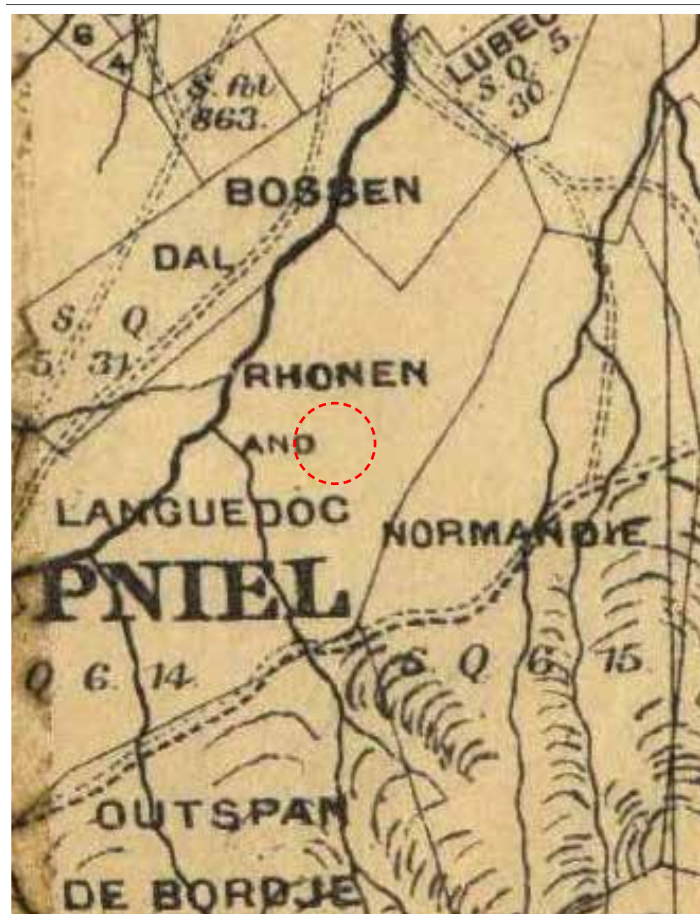 6
4
S. fol
863.
LUBEC
S. Q. 5.
30.
BOSSEN
DAL
S Q
5. 31.
RHONEN
AND
LANGUEDOC
NORMANDIE
PNIEL
Q 6. 14.
S Q 6. 15.
OUTSPAN
DE BORDJE